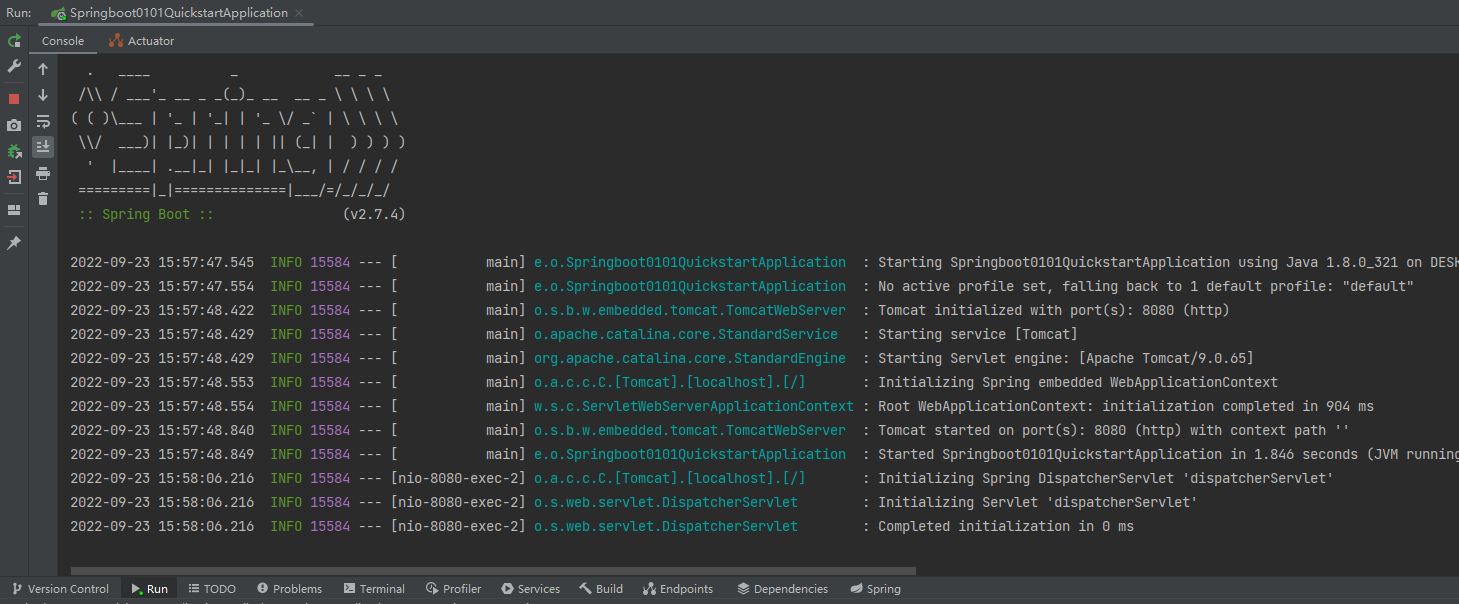 Run: Springboot0101QuickstartApplication ×
Console Actuator
  .   ____          _            __ _ _
 /\\ / ___'_ __ _ _(_)_ __  __ _ \ \ \ \
( ( )\___ | '_ | '_| | '_ \/ _` | \ \ \ \
 \\/  ___)| |_)| | | | | || (_| |  ) ) ) )
  '  |____| .__|_| |_|_| |_\__, | / / / /
 =========|_|==============|___/=/_/_/_/
 :: Spring Boot ::                (v2.7.4)
2022-09-23 15:57:47.545  INFO 15584 --- [           main] e.o.Springboot0101QuickstartApplication  : Starting Springboot0101QuickstartApplication using Java 1.8.0_321 on DESK
2022-09-23 15:57:47.554  INFO 15584 --- [           main] e.o.Springboot0101QuickstartApplication  : No active profile set, falling back to 1 default profile: "default"
2022-09-23 15:57:48.422  INFO 15584 --- [           main] o.s.b.w.embedded.tomcat.TomcatWebServer  : Tomcat initialized with port(s): 8080 (http)
2022-09-23 15:57:48.429  INFO 15584 --- [           main] o.apache.catalina.core.StandardService   : Starting service [Tomcat]
2022-09-23 15:57:48.429  INFO 15584 --- [           main] org.apache.catalina.core.StandardEngine  : Starting Servlet engine: [Apache Tomcat/9.0.65]
2022-09-23 15:57:48.553  INFO 15584 --- [           main] o.a.c.c.C.[Tomcat].[localhost].[/]       : Initializing Spring embedded WebApplicationContext
2022-09-23 15:57:48.554  INFO 15584 --- [           main] w.s.c.ServletWebServerApplicationContext : Root WebApplicationContext: initialization completed in 904 ms
2022-09-23 15:57:48.840  INFO 15584 --- [           main] o.s.b.w.embedded.tomcat.TomcatWebServer  : Tomcat started on port(s): 8080 (http) with context path ''
2022-09-23 15:57:48.849  INFO 15584 --- [           main] e.o.Springboot0101QuickstartApplication  : Started Springboot0101QuickstartApplication in 1.846 seconds (JVM running
2022-09-23 15:58:06.216  INFO 15584 --- [nio-8080-exec-2] o.a.c.c.C.[Tomcat].[localhost].[/]       : Initializing Spring DispatcherServlet 'dispatcherServlet'
2022-09-23 15:58:06.216  INFO 15584 --- [nio-8080-exec-2] o.s.web.servlet.DispatcherServlet        : Initializing Servlet 'dispatcherServlet'
2022-09-23 15:58:06.216  INFO 15584 --- [nio-8080-exec-2] o.s.web.servlet.DispatcherServlet        : Completed initialization in 0 ms
Version Control Run TODO Problems Terminal Profiler Services Build Endpoints Dependencies Spring